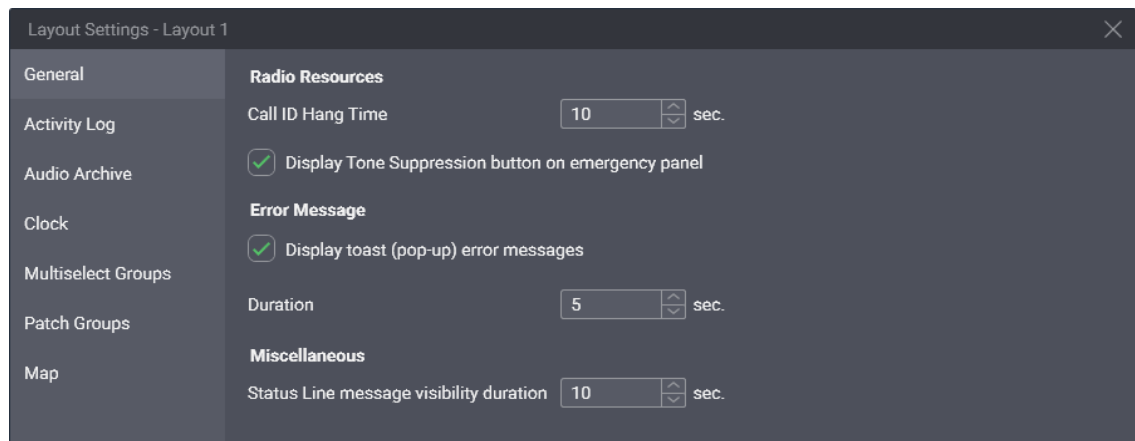 Layout Settings - Layout 1
General
Activity Log
Audio Archive
Clock
Multiselect Groups
Patch Groups
Map
Radio Resources
Call ID Hang Time 10 sec.
Display Tone Suppression button on emergency panel
Error Message
Display toast (pop-up) error messages
Duration 5 sec.
Miscellaneous
Status Line message visibility duration 10 sec.